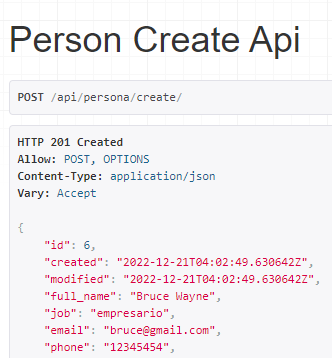 Person Create Api
POST /api/persona/create/
HTTP 201 Created
Allow: POST, OPTIONS
Content-Type: application/json
Vary: Accept
{
"id": 6,
"created": "2022-12-21T04:02:49.630642Z",
"modified": "2022-12-21T04:02:49.630642Z",
"full_name": "Bruce Wayne",
"job": "empresario",
"email": "bruce@gmail.com",
"phone": "12345454",